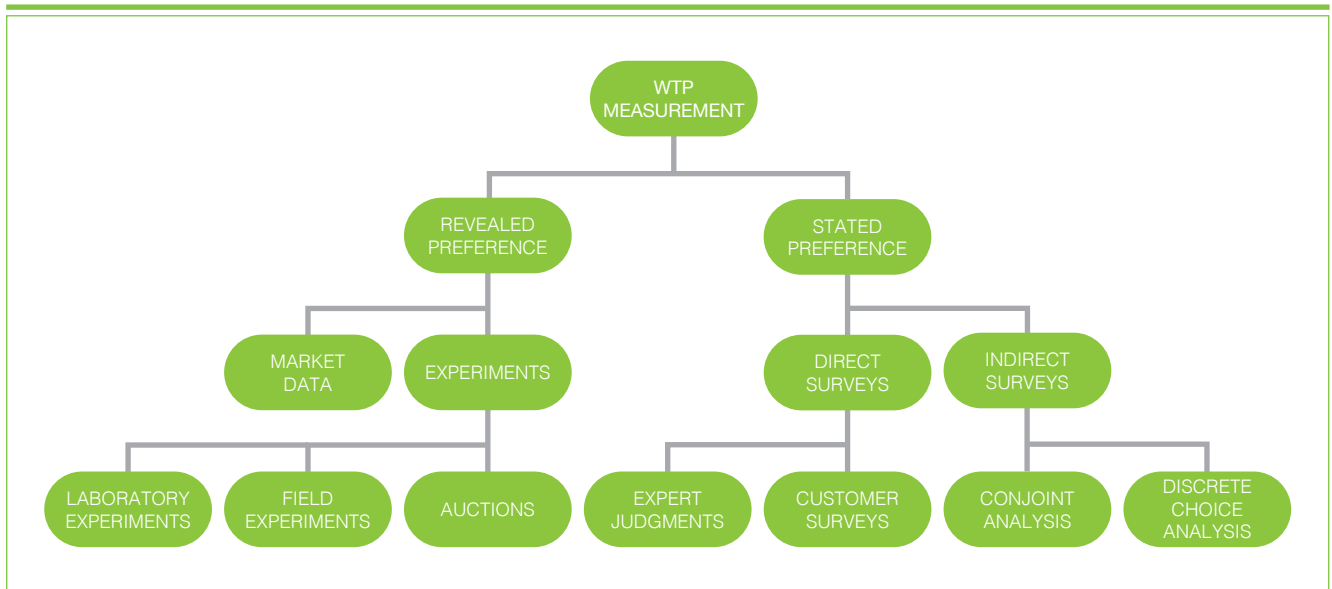 WTP
MEASUREMENT
REVEALED
PREFERENCE
STATED
PREFERENCE
MARKET
DATA
EXPERIMENTS
DIRECT
SURVEYS
INDIRECT
SURVEYS
LABORATORY
EXPERIMENTS
FIELD
EXPERIMENTS
AUCTIONS
EXPERT
JUDGMENTS
CUSTOMER
SURVEYS
CONJOINT
ANALYSIS
DISCRETE
CHOICE
ANALYSIS